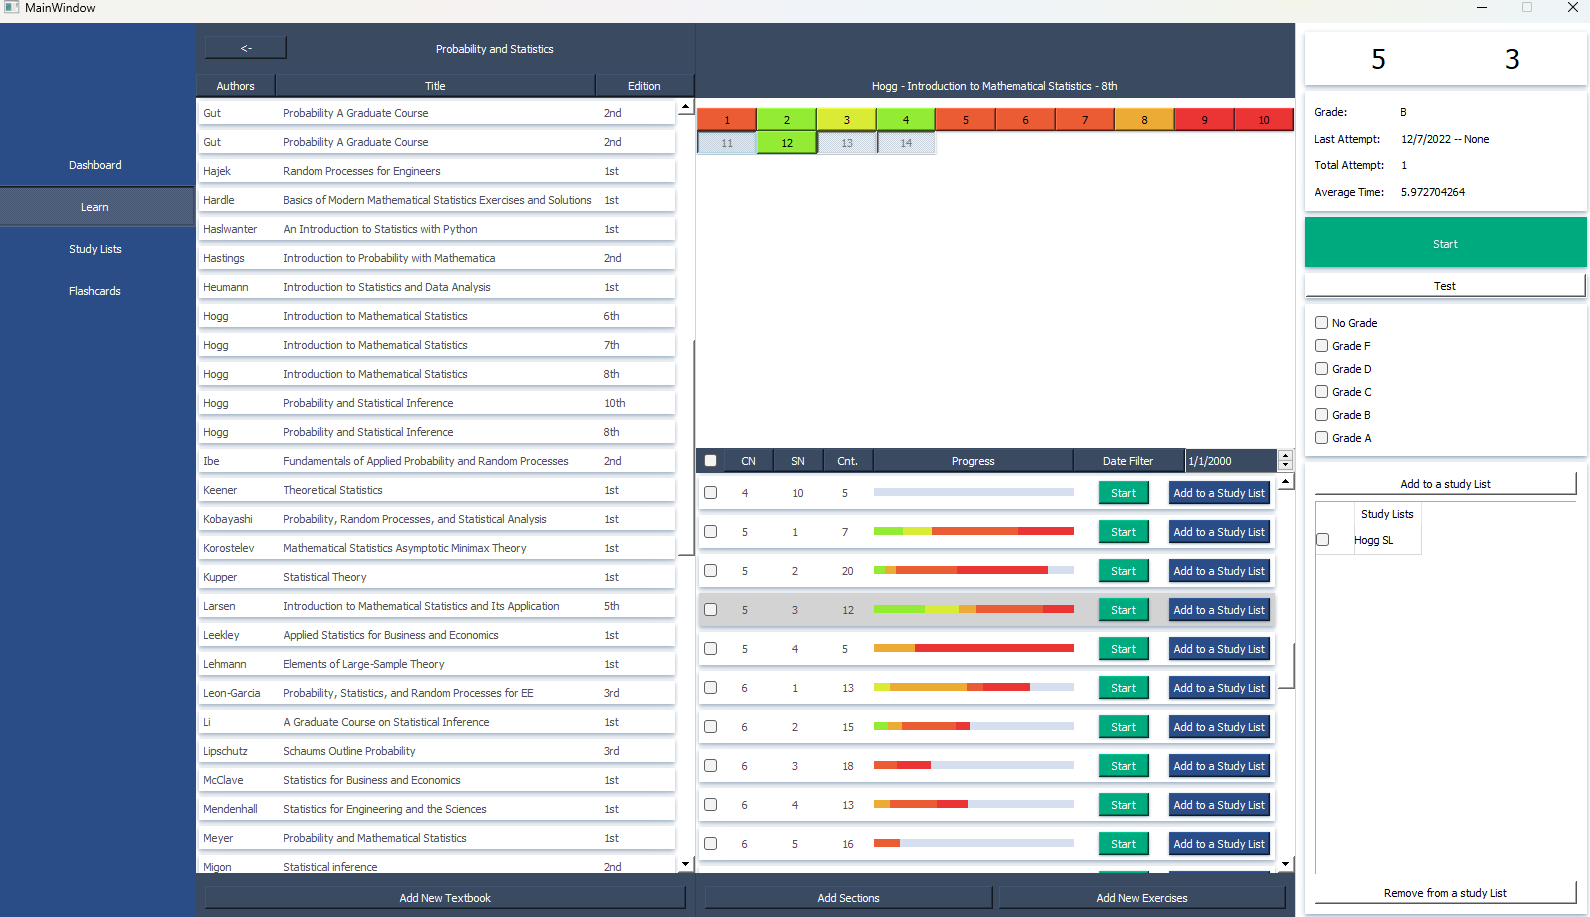 MainWindow
Dashboard
Learn
Study Lists
Flashcards
<-
Probability and Statistics
Authors Title Edition
Gut Probability A Graduate Course 2nd
Gut Probability A Graduate Course 2nd
Hajek Random Processes for Engineers 1st
Hardle Basics of Modern Mathematical Statistics Exercises and Solutions 1st
Haslwanter An Introduction to Statistics with Python 1st
Hastings Introduction to Probability with Mathematica 2nd
Heumann Introduction to Statistics and Data Analysis 1st
Hogg Introduction to Mathematical Statistics 6th
Hogg Introduction to Mathematical Statistics 7th
Hogg Introduction to Mathematical Statistics 8th
Hogg Probability and Statistical Inference 10th
Hogg Probability and Statistical Inference 8th
Ibe Fundamentals of Applied Probability and Random Processes 2nd
Keener Theoretical Statistics 1st
Kobayashi Probability, Random Processes, and Statistical Analysis 1st
Korostelev Mathematical Statistics Asymptotic Minimax Theory 1st
Kupper Statistical Theory 1st
Larsen Introduction to Mathematical Statistics and Its Application 5th
Leekley Applied Statistics for Business and Economics 1st
Lehmann Elements of Large-Sample Theory 1st
Leon-Garcia Probability, Statistics, and Random Processes for EE 3rd
Li A Graduate Course on Statistical Inference 1st
Lipschutz Schaums Outline Probability 3rd
McClave Statistics for Business and Economics 1st
Mendenhall Statistics for Engineering and the Sciences 1st
Meyer Probability and Mathematical Statistics 1st
Migon Statistical inference 2nd
Add New Textbook
Hogg - Introduction to Mathematical Statistics - 8th
1 2 3 4 5 6 7 8 9 10
11 12 13 14
CN SN Cnt. Progress Date Filter 1/1/2000
4 10 5 Start Add to a Study List
5 1 7 Start Add to a Study List
5 2 20 Start Add to a Study List
5 3 12 Start Add to a Study List
5 4 5 Start Add to a Study List
6 1 13 Start Add to a Study List
6 2 15 Start Add to a Study List
6 3 18 Start Add to a Study List
6 4 13 Start Add to a Study List
6 5 16 Start Add to a Study List
Add Sections Add New Exercises
5 3
Grade: B
Last Attempt: 12/7/2022 -- None
Total Attempt: 1
Average Time: 5.972704264
Start
Test
No Grade
Grade F
Grade D
Grade C
Grade B
Grade A
Add to a study List
Study Lists
Hogg SL
Remove from a study List